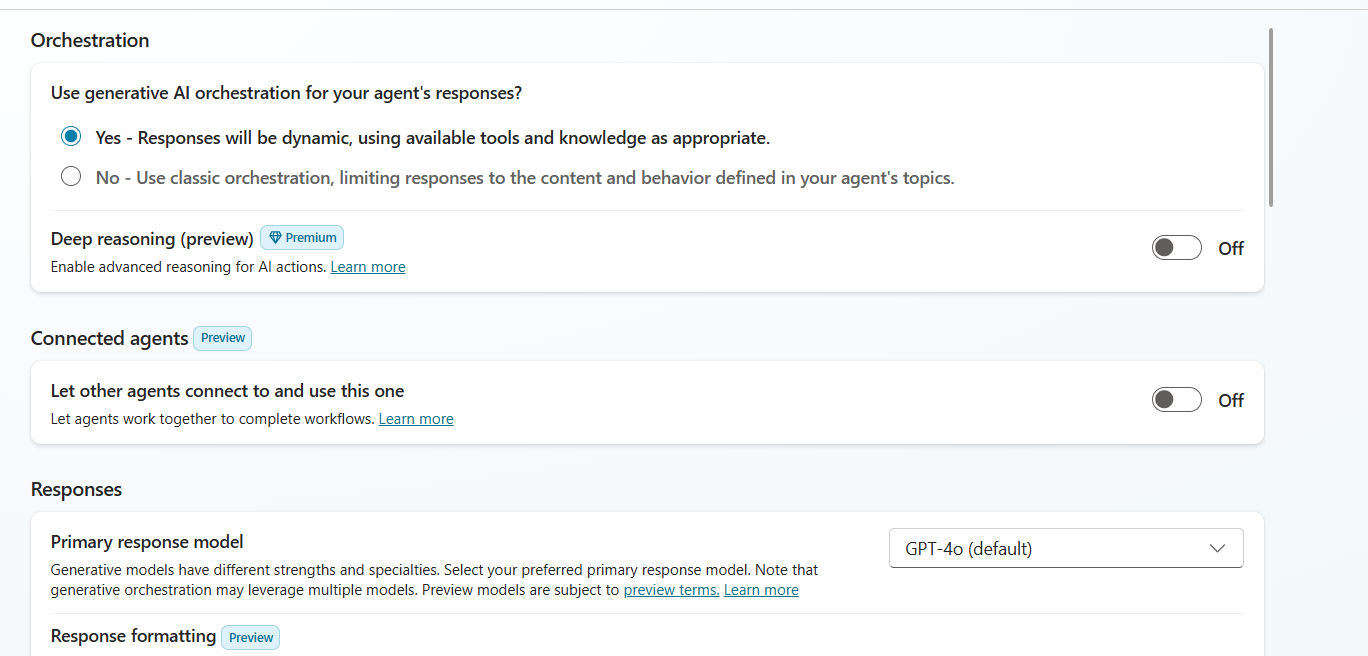 Orchestration
Use generative AI orchestration for your agent's responses?
Yes - Responses will be dynamic, using available tools and knowledge as appropriate.
No - Use classic orchestration, limiting responses to the content and behavior defined in your agent's topics.
Deep reasoning (preview) Premium
Enable advanced reasoning for AI actions. Learn more
Off
Connected agents Preview
Let other agents connect to and use this one
Let agents work together to complete workflows. Learn more
Off
Responses
Primary response model
Generative models have different strengths and specialties. Select your preferred primary response model. Note that
generative orchestration may leverage multiple models. Preview models are subject to preview terms. Learn more
GPT-4o (default)
Response formatting Preview